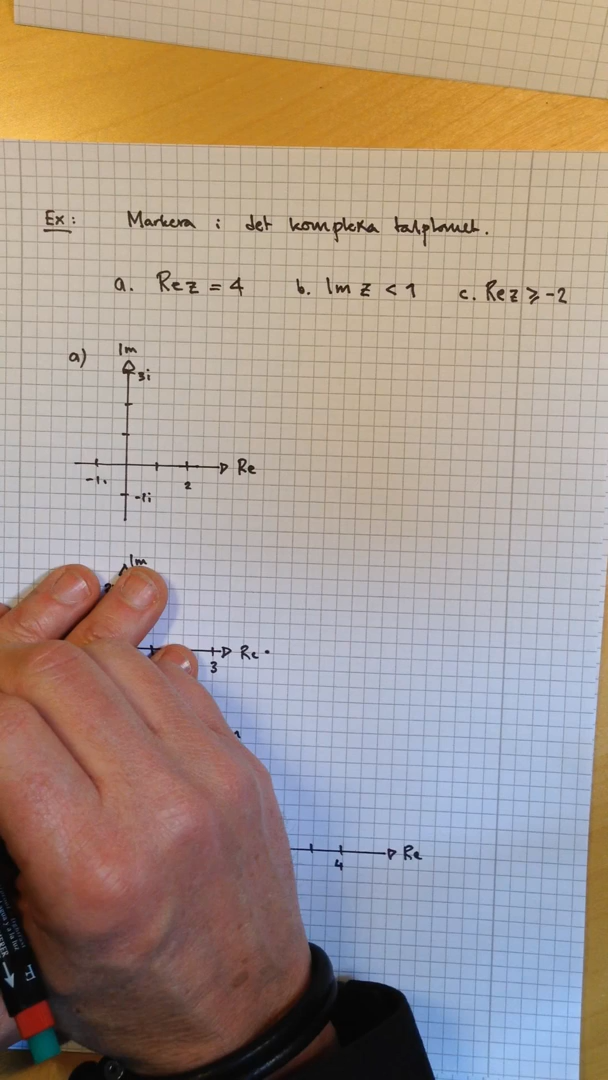 Ex: Markera i det komplexa talplanet.
a. Re z = 4 b. Im z < 1 c. Re z ⩾ -2
a) Im
3i
Re
-1i 2
-1i
Im
Re
3
Re
4